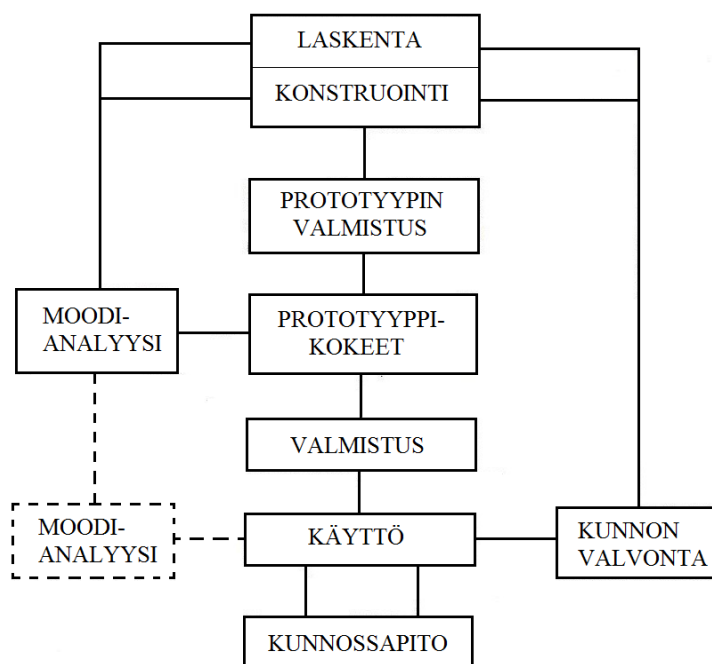 LASKENTA
KONSTRUOINTI
PROTOTYYPIN
VALMISTUS
MOODI-
ANALYYSI
PROTOTYYPPI-
KOKEET
VALMISTUS
MOODI-
ANALYYSI
KÄYTTÖ
KUNNON
VALVONTA
KUNNOSSAPITO